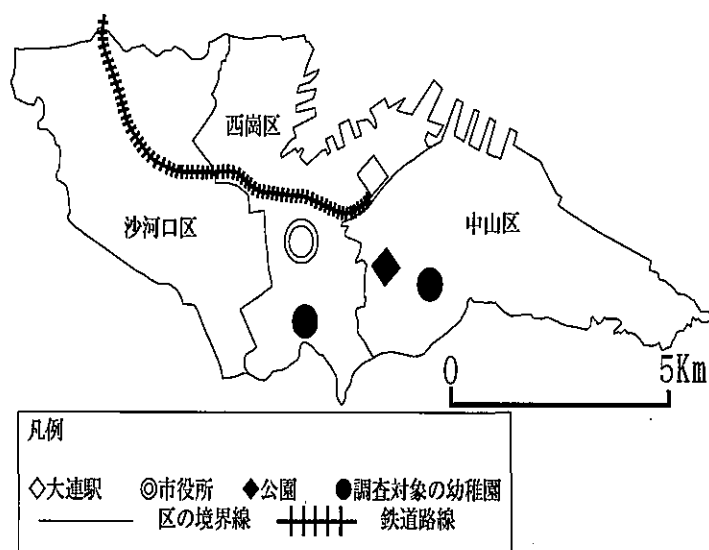 西崗区
沙河口区
中山区
0 5Km
凡例
◇大連駅 ◎市役所 ◆公園 ●調査対象の幼稚園
区の境界線 鉄道路線